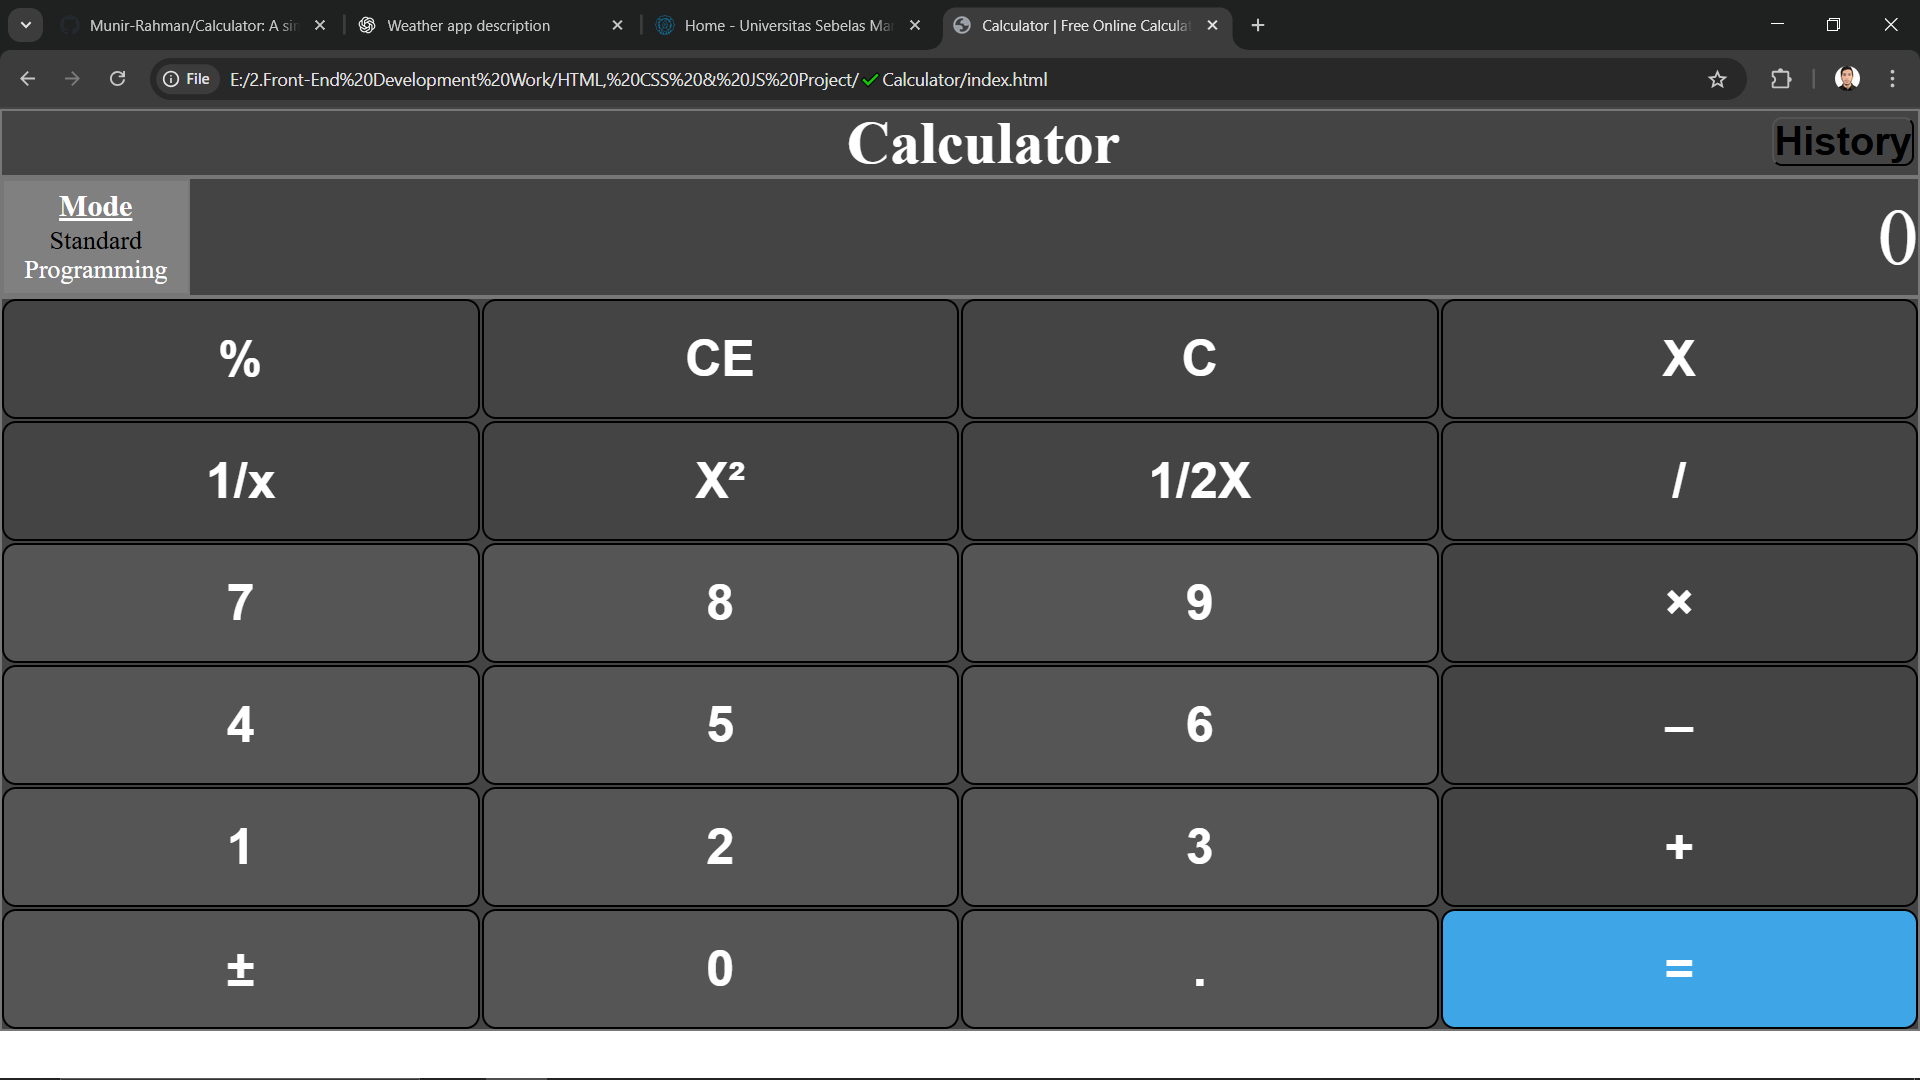 Munir-Rahman/Calculator: A sin
Weather app description
Home - Universitas Sebelas Ma
Calculator | Free Online Calcula
File
E:/2.Front-End%20Development%20Work/HTML,%20CSS%20&%20JS%20Project/✅Calculator/index.html
Calculator
History
Mode
Standard
Programming
0
% CE C X
1/x X² 1/2X /
7 8 9 ×
4 5 6 –
1 2 3 +
± 0 . =